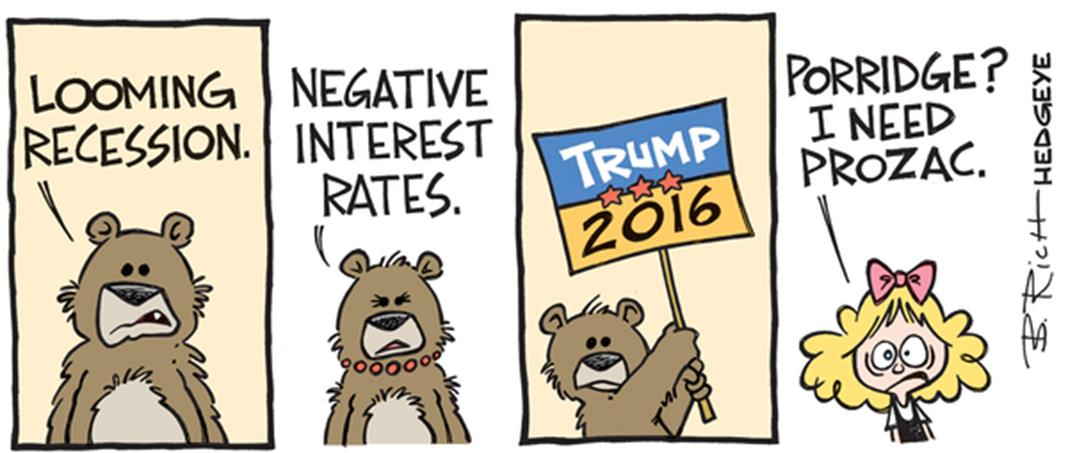 LOOMING
RECESSION.
NEGATIVE
INTEREST
RATES.
TRUMP
2016
PORRIDGE?
I NEED
PROZAC.
B. RICH — HEDGEYE